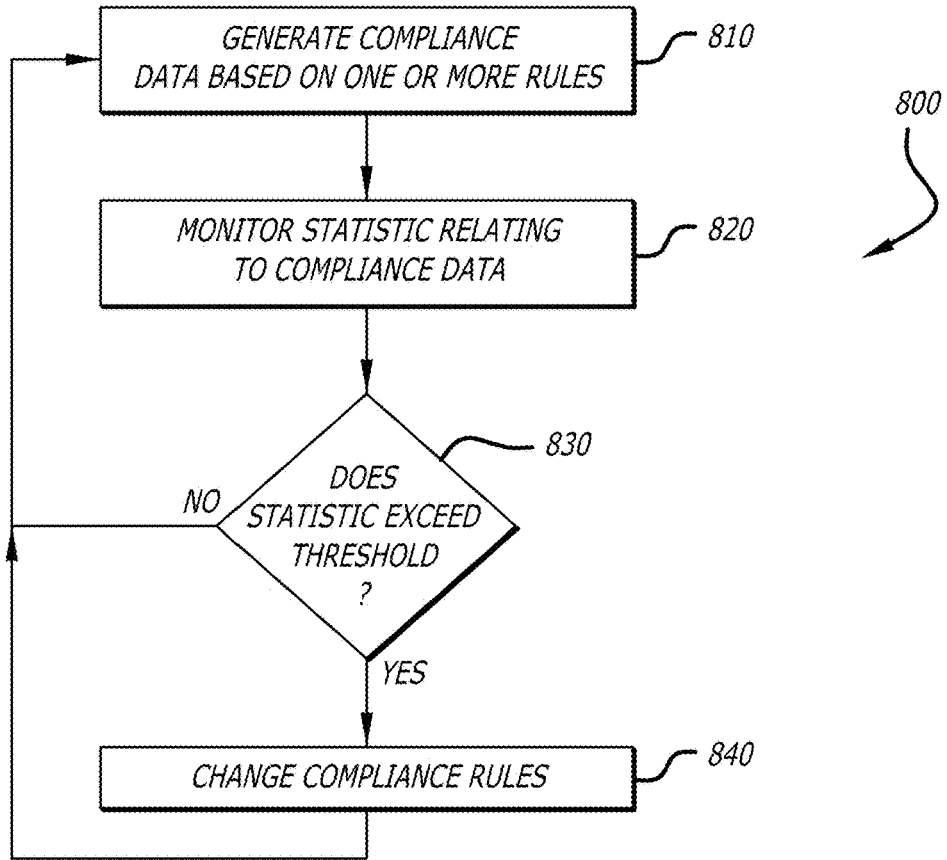 GENERATE COMPLIANCE
DATA BASED ON ONE OR MORE RULES
810
800
MONITOR STATISTIC RELATING
TO COMPLIANCE DATA
820
830
DOES
STATISTIC EXCEED
THRESHOLD
?
NO
YES
CHANGE COMPLIANCE RULES
840